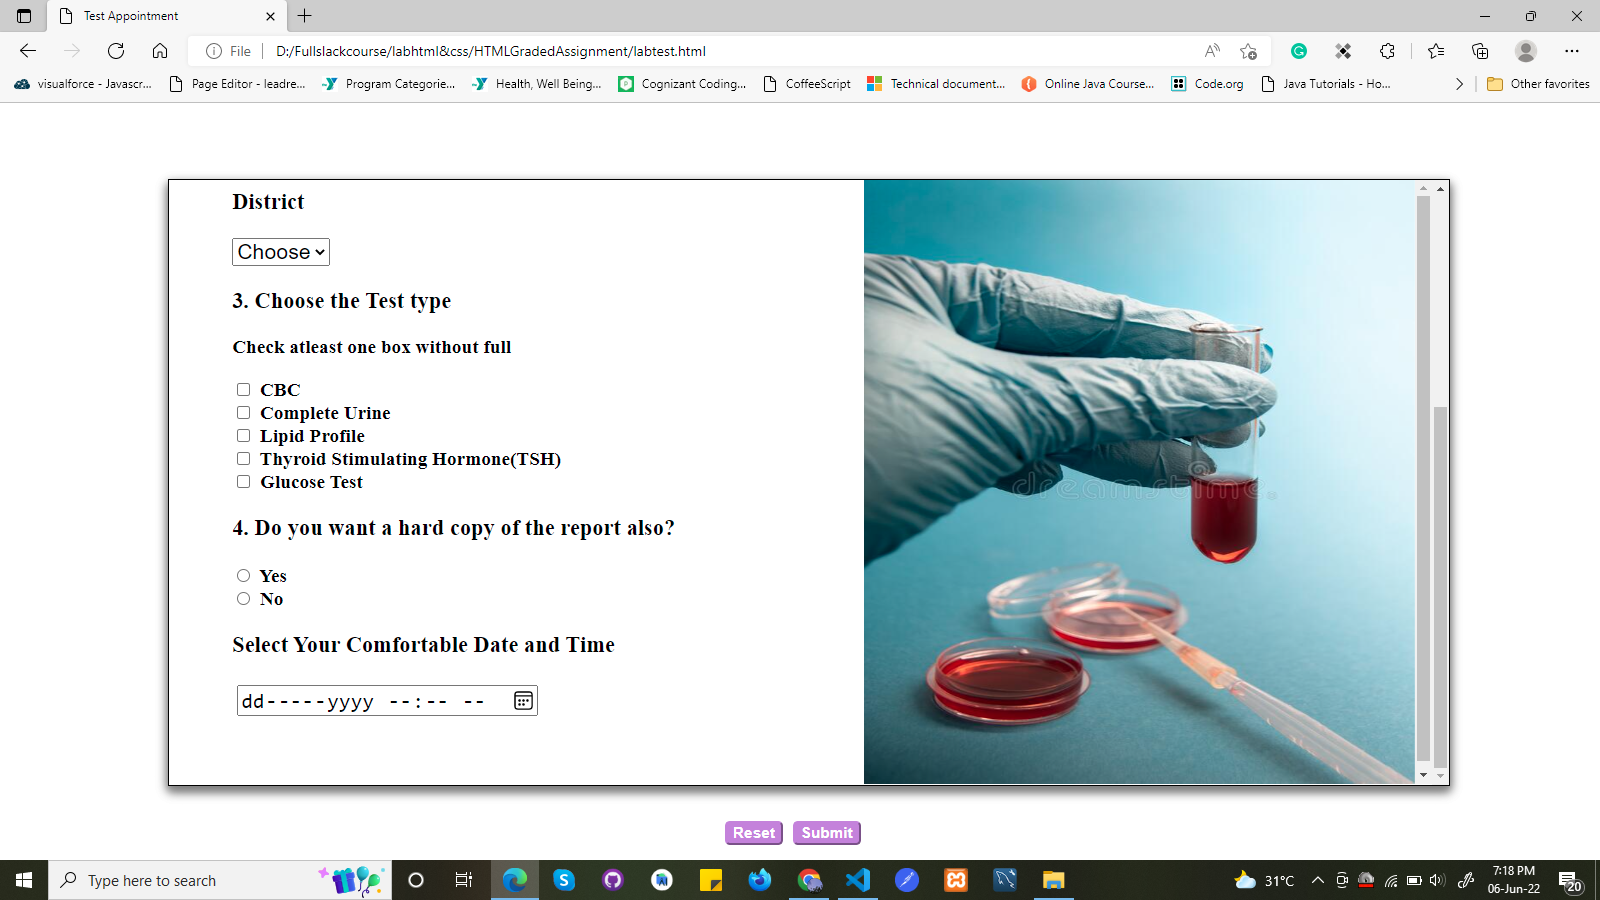 Test Appointment
File
D:/Fullslackcourse/labhtml&css/HTMLGradedAssignment/labtest.html
visualforce - Javascr...
Page Editor - leadre...
Program Categorie...
Health, Well Being...
Cognizant Coding...
CoffeeScript
Technical document...
Online Java Course...
Code.org
Java Tutorials - Ho...
Other favorites
District
Choose
3. Choose the Test type
Check atleast one box without full
CBC
Complete Urine
Lipid Profile
Thyroid Stimulating Hormone(TSH)
Glucose Test
4. Do you want a hard copy of the report also?
Yes
No
Select Your Comfortable Date and Time
dd-----yyyy --:-- --
dreamstime.
Reset
Submit
Type here to search
31°C
7:18 PM
06-Jun-22
20